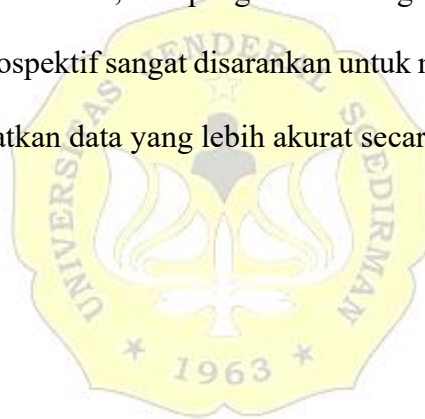 ospektif sangat disarankan untuk
atkan data yang lebih akurat secar
UNIVERSITAS JENDERAL SOEDIRMAN
* 1963 *